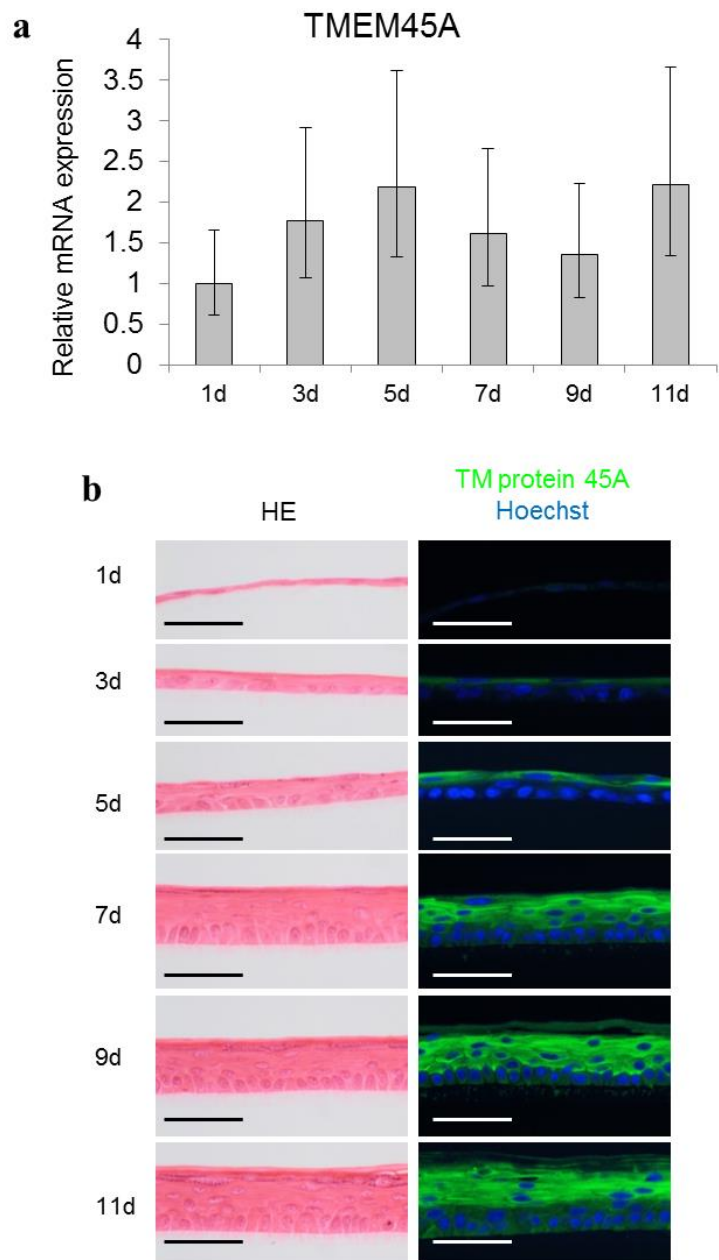 a
TMEM45A
Relative mRNA expression
4
3.5
3
2.5
2
1.5
1
0.5
0
1d 3d 5d 7d 9d 11d
b
HE
TM protein 45A
Hoechst
1d
3d
5d
7d
9d
11d